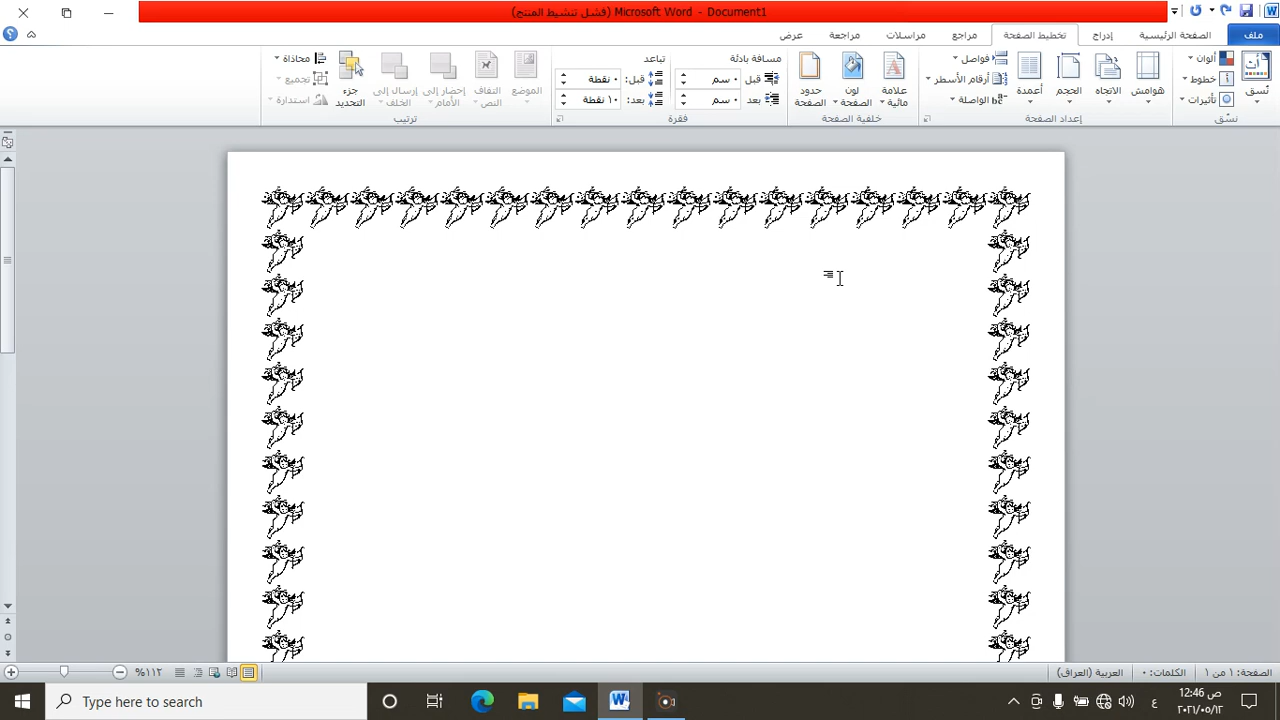 Microsoft Word - Document1 (فشل تنشيط المنتج)
ملف
الصفحة الرئيسية
إدراج
تخطيط الصفحة
مراجع
مراسلات
مراجعة
عرض
نسق
ألوان
خطوط
تأثيرات
نسق
هوامش
الاتجاه
الحجم
أعمدة
فواصل
أرقام الأسطر
الواصلة
إعداد الصفحة
علامة مائية
لون الصفحة
حدود الصفحة
خلفية الصفحة
مسافة بادئة
قبل
٠ سم
بعد
٠ سم
تباعد
قبل:
٠ نقطة
بعد:
١٠ نقطة
فقرة
الموضع
التفاف النص
إحضار إلى الأمام
إرسال إلى الخلف
جزء التحديد
محاذاة
تجميع
استدارة
ترتيب
الصفحة: ١ من ١
الكلمات: ٠
العربية (العراق)
١١٢%
Type here to search
ع
12:46 ص
٢٠٢١/٠٥/١٢